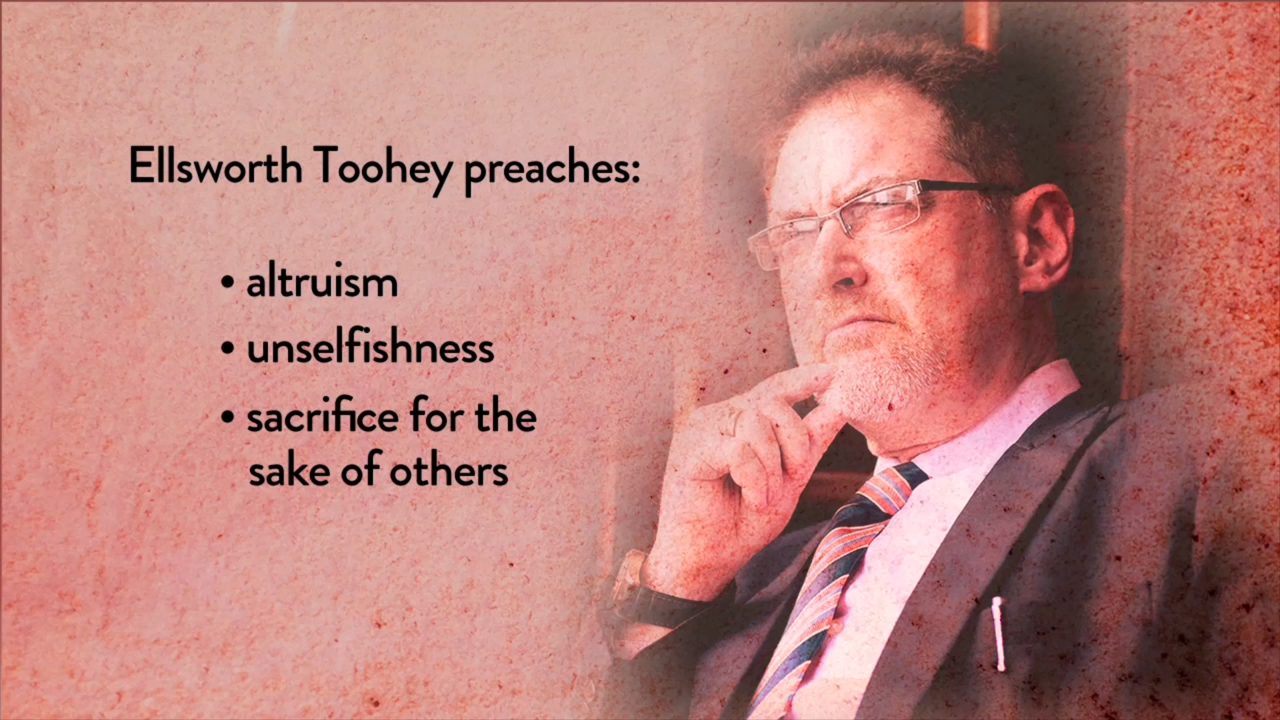 Ellsworth Toohey preaches:
• altruism
• unselfishness
• sacrifice for the
sake of others